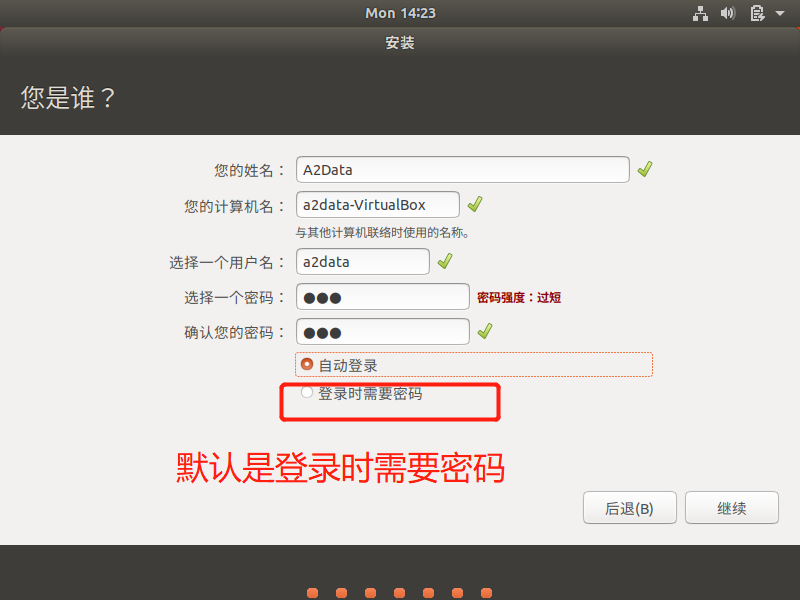 Mon 14:23
安装
您是谁？
您的姓名： A2Data
您的计算机名： a2data-VirtualBox
与其他计算机联络时使用的名称。
选择一个用户名： a2data
选择一个密码： ●●● 密码强度：过短
确认您的密码： ●●●
自动登录
登录时需要密码
默认是登录时需要密码
后退(B) 继续